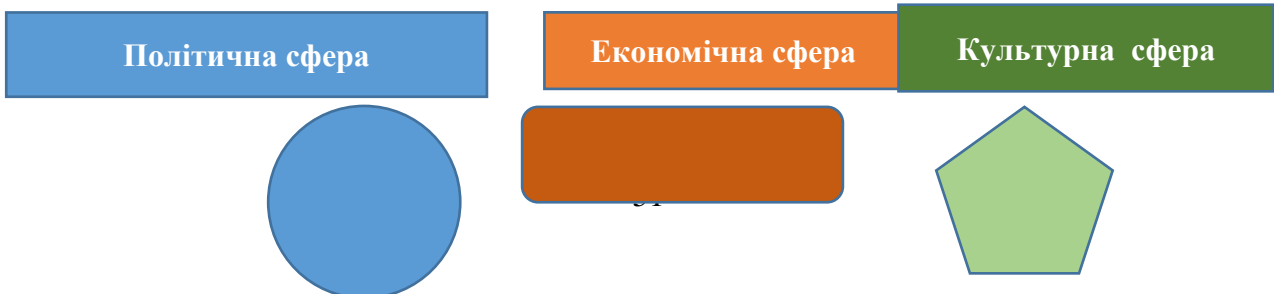 Політична сфера
Економічна сфера
Культурна  сфера